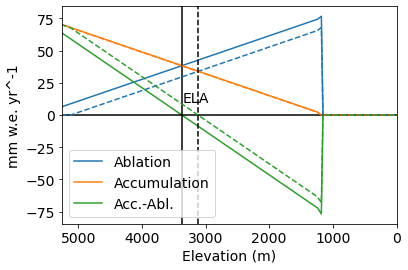 mm w.e. yr^-1
75
50
25
0
−25
−50
−75
ELA
Ablation
Accumulation
Acc.-Abl.
5000 4000 3000 2000 1000 0
Elevation (m)